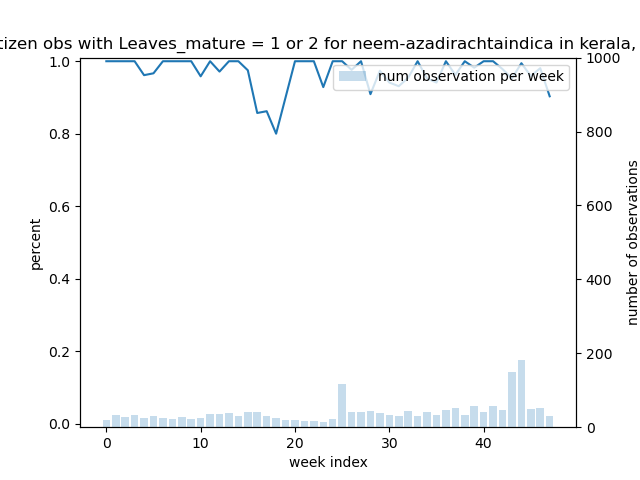 tizen obs with Leaves_mature = 1 or 2 for neem-azadirachtaindica in kerala,
num observation per week
percent
1.0
0.8
0.6
0.4
0.2
0.0
1000
800
600
400
200
0
number of observations
0 10 20 30 40
week index